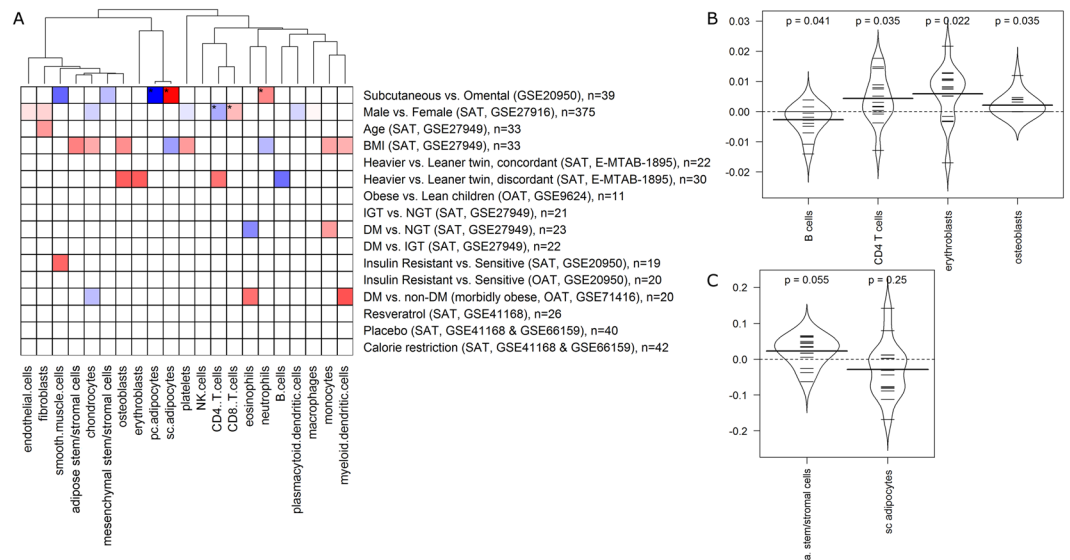 A
Subcutaneous vs. Omental (GSE20950), n=39
Male vs. Female (SAT, GSE27916), n=375
Age (SAT, GSE27949), n=33
BMI (SAT, GSE27949), n=33
Heavier vs. Leaner twin, concordant (SAT, E-MTAB-1895), n=22
Heavier vs. Leaner twin, discordant (SAT, E-MTAB-1895), n=30
Obese vs. Lean children (OAT, GSE9624), n=11
IGT vs. NGT (SAT, GSE27949), n=21
DM vs. NGT (SAT, GSE27949), n=23
DM vs. IGT (SAT, GSE27949), n=22
Insulin Resistant vs. Sensitive (SAT, GSE20950), n=19
Insulin Resistant vs. Sensitive (OAT, GSE20950), n=20
DM vs. non-DM (morbidly obese, OAT, GSE71416), n=20
Resveratrol (SAT, GSE41168), n=26
Placebo (SAT, GSE41168 & GSE66159), n=40
Calorie restriction (SAT, GSE41168 & GSE66159), n=42
* * * * *
endothelial.cells
fibroblasts
smooth.muscle.cells
adipose stem/stromal cells
chondrocytes
mesenchymal stem/stromal cells
osteoblasts
erythroblasts
pc.adipocytes
sc.adipocytes
platelets
NK.cells
CD4..T.cells
CD8..T.cells
eosinophils
neutrophils
B.cells
plasmacytoid.dendritic.cells
macrophages
monocytes
myeloid.dendritic.cells
B
p = 0.041
p = 0.035
p = 0.022
p = 0.035
0.03
0.02
0.01
0.00
-0.01
-0.02
B cells
CD4 T cells
erythroblasts
osteoblasts
C
p = 0.055
p = 0.25
0.2
0.1
0.0
-0.1
-0.2
a. stem/stromal cells
sc adipocytes